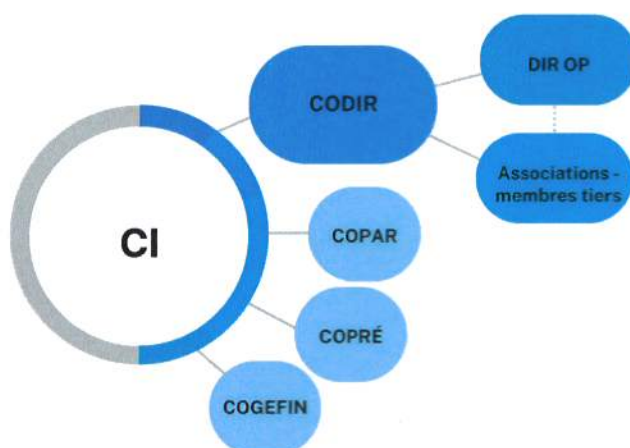 CI
CODIR
DIR OP
Associations -
membres tiers
COPAR
COPRÉ
COGEFIN